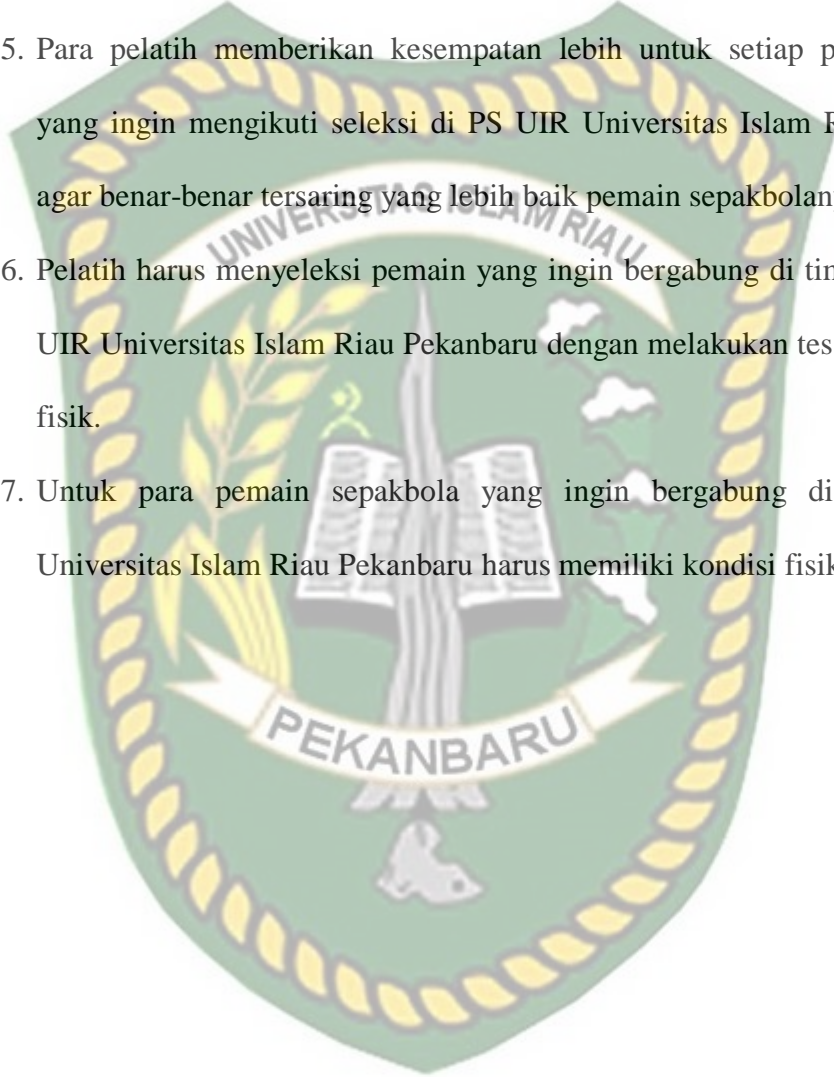 5. Para pelatih memberikan kesempatan lebih untuk setiap
yang ingin mengikuti seleksi di PS UIR Universitas Islam
agar benar-benar tersaring yang lebih baik pemain
6. Pelatih harus menyeleksi pemain yang ingin bergabung di
UIR Universitas Islam Riau Pekanbaru dengan melakukan tes
fisik.
7. Untuk para pemain sepakbola yang ingin bergabung di
Universitas Islam Riau Pekanbaru harus memiliki kondisi fisik
UNIVERSITAS ISLAM RIAU
PEKANBARU